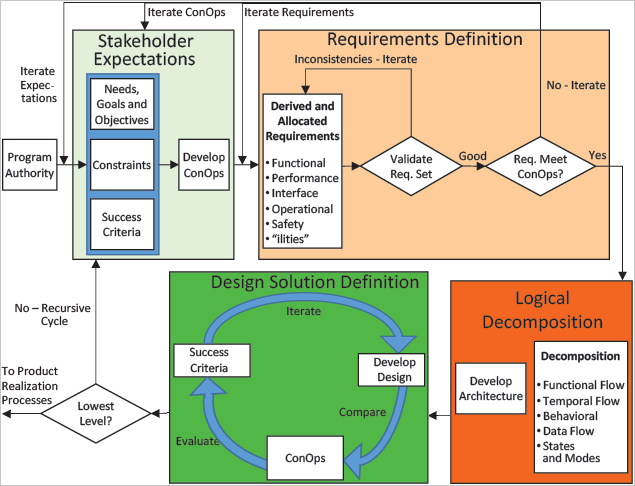 Iterate ConOps
Iterate Requirements
Stakeholder
Expectations
Requirements Definition
Iterate
Expec-
tations
Needs,
Goals and
Objectives
Constraints
Success
Criteria
Program
Authority
Develop
ConOps
Inconsistencies - Iterate
Derived and
Allocated
Requirements
• Functional
• Performance
• Interface
• Operational
• Safety
• “ilities”
Validate
Req. Set
Good
Req. Meet
ConOps?
No - Iterate
Yes
No – Recursive
Cycle
To Product
Realization
Processes
Lowest
Level?
Design Solution Definition
Iterate
Success
Criteria
Develop
Design
Compare
Evaluate
ConOps
Logical
Decomposition
Develop
Architecture
Decomposition
• Functional Flow
• Temporal Flow
• Behavioral
• Data Flow
• States
and Modes